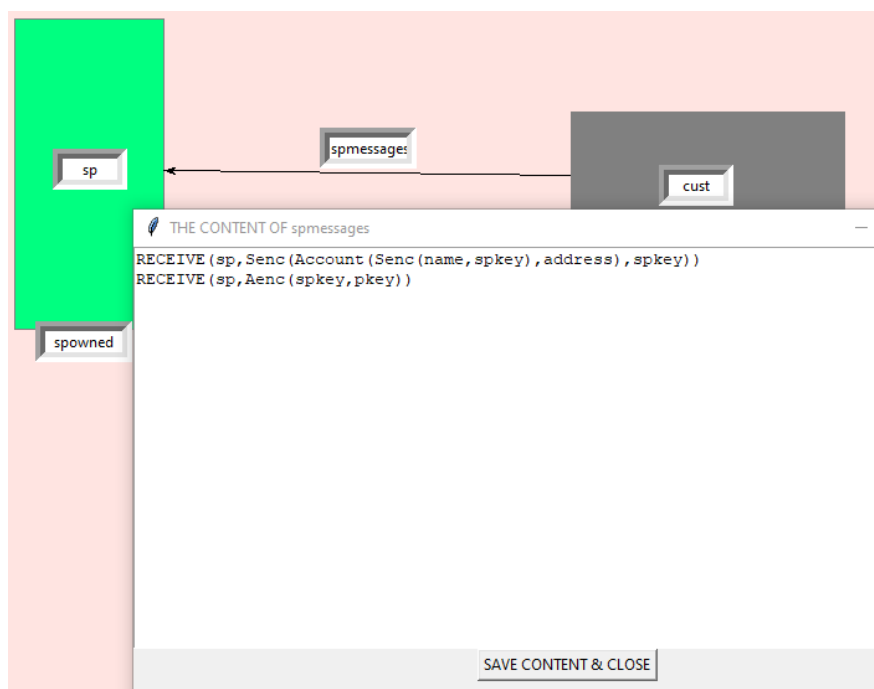 spmessages
sp
cust
THE CONTENT OF spmessages
RECEIVE(sp,Senc(Account(Senc(name,spkey),address),spkey))
RECEIVE(sp,Aenc(spkey,pkey))
spowned
SAVE CONTENT & CLOSE